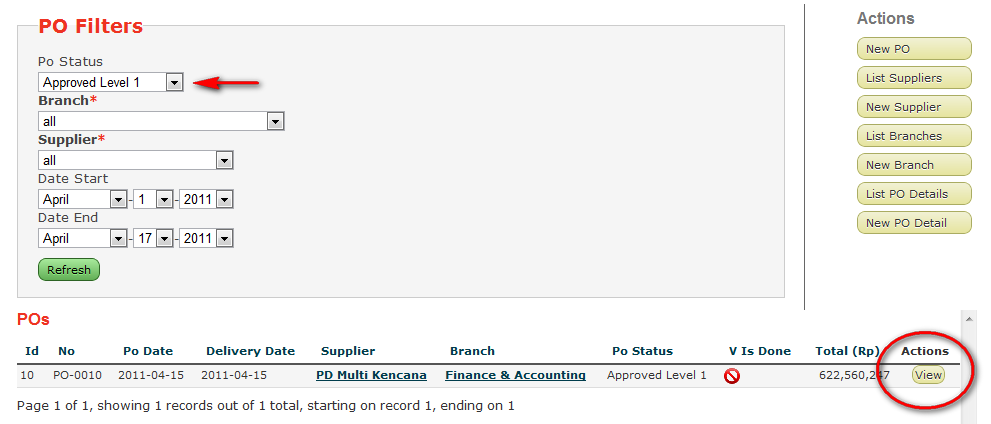 PO Filters
Po Status
Approved Level 1
Branch*
all
Supplier*
all
Date Start
April - 1 - 2011
Date End
April - 17 - 2011
Refresh
Actions
New PO
List Suppliers
New Supplier
List Branches
New Branch
List PO Details
New PO Detail
POs
Id No Po Date Delivery Date Supplier Branch Po Status V Is Done Total (Rp) Actions
10 PO-0010 2011-04-15 2011-04-15 PD Multi Kencana Finance & Accounting Approved Level 1 622,560,247 View
Page 1 of 1, showing 1 records out of 1 total, starting on record 1, ending on 1